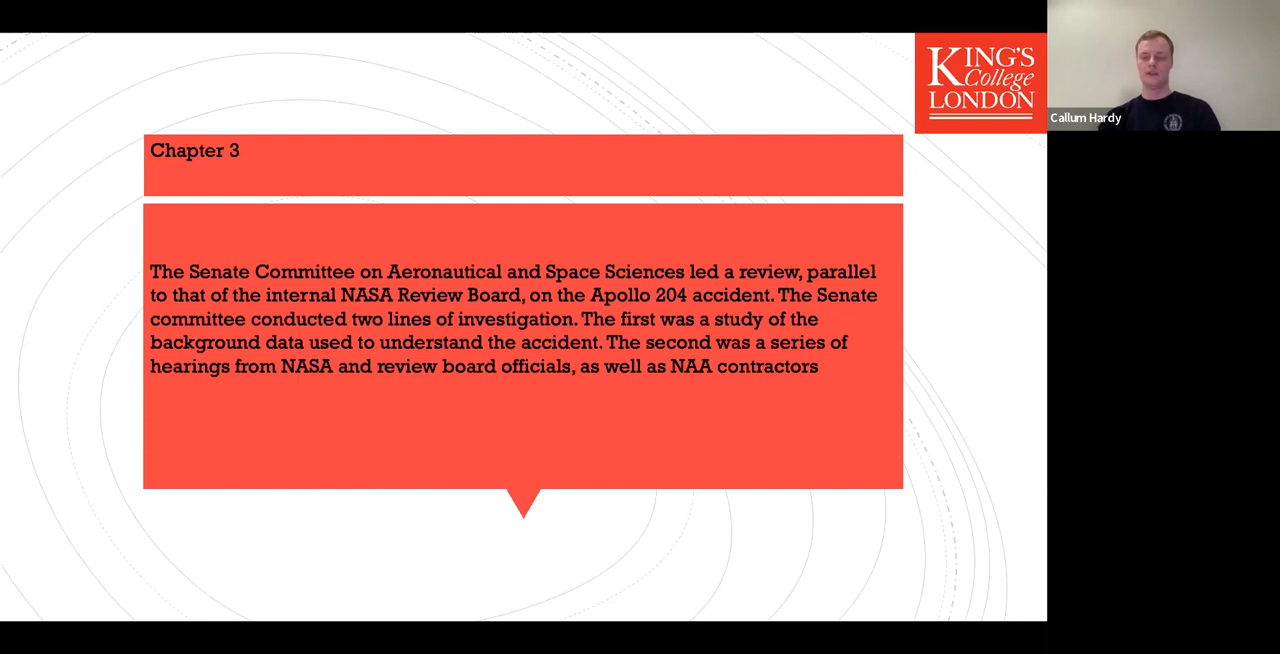 KING'S
College
LONDON
Callum Hardy
Chapter 3
The Senate Committee on Aeronautical and Space Sciences led a review, parallel
to that of the internal NASA Review Board, on the Apollo 204 accident. The Senate
committee conducted two lines of investigation. The first was a study of the
background data used to understand the accident. The second was a series of
hearings from NASA and review board officials, as well as NAA contractors